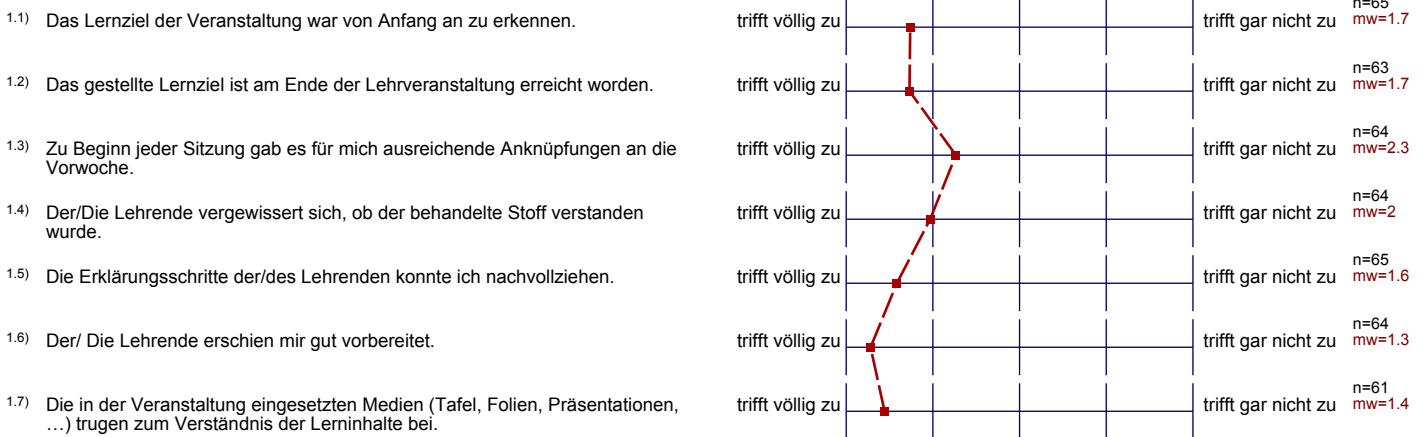 n=65
1.1) Das Lernziel der Veranstaltung war von Anfang an zu erkennen. trifft völlig zu trifft gar nicht zu mw=1.7
n=63
1.2) Das gestellte Lernziel ist am Ende der Lehrveranstaltung erreicht worden. trifft völlig zu trifft gar nicht zu mw=1.7
n=64
1.3) Zu Beginn jeder Sitzung gab es für mich ausreichende Anknüpfungen an die trifft völlig zu trifft gar nicht zu mw=2.3
Vorwoche.
n=64
1.4) Der/Die Lehrende vergewissert sich, ob der behandelte Stoff verstanden trifft völlig zu trifft gar nicht zu mw=2
wurde.
n=65
1.5) Die Erklärungsschritte der/des Lehrenden konnte ich nachvollziehen. trifft völlig zu trifft gar nicht zu mw=1.6
n=64
1.6) Der/ Die Lehrende erschien mir gut vorbereitet. trifft völlig zu trifft gar nicht zu mw=1.3
n=61
1.7) Die in der Veranstaltung eingesetzten Medien (Tafel, Folien, Präsentationen, trifft völlig zu trifft gar nicht zu mw=1.4
…) trugen zum Verständnis der Lerninhalte bei.